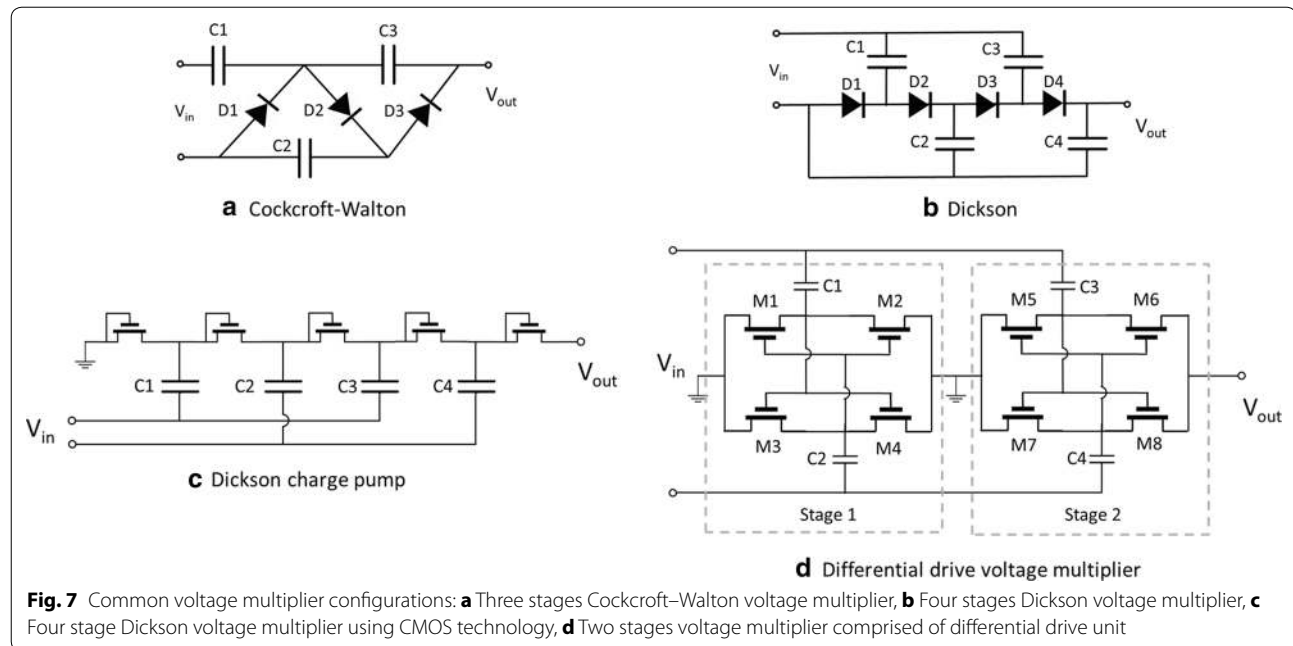 C1
C3
V_in
D1
D2
D3
C2
V_out
a Cockcroft-Walton
C1
C3
V_in
D1
D2
D3
D4
C2
C4
V_out
b Dickson
C1
C2
C3
C4
V_in
V_out
c Dickson charge pump
C1
C3
M1
M2
M5
M6
V_in
M3
M4
M7
M8
C2
C4
V_out
Stage 1
Stage 2
d Differential drive voltage multiplier
Fig. 7 Common voltage multiplier configurations: a Three stages Cockcroft–Walton voltage multiplier, b Four stages Dickson voltage multiplier, c
Four stage Dickson voltage multiplier using CMOS technology, d Two stages voltage multiplier comprised of differential drive unit